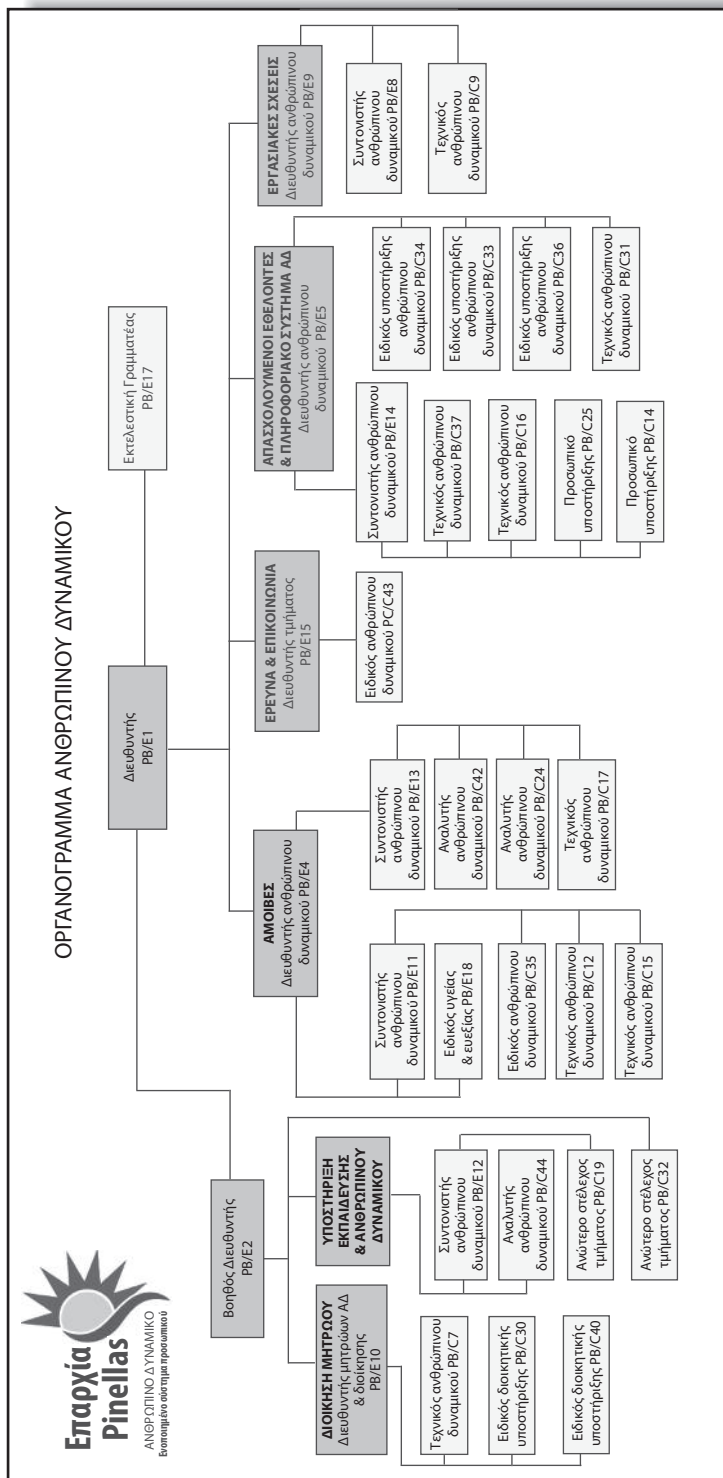 ΟΡΓΑΝΟΓΡΑΜΜΑ ΑΝΘΡΩΠΙΝΟΥ ΔΥΝΑΜΙΚΟΥ
Επαρχία
Pinellas
ΑΝΘΡΩΠΙΝΟ ΔΥΝΑΜΙΚΟ
Ενοποιημένο σύστημα προσωπικού
Διευθυντής
PB/E1
Εκτελεστική Γραμματέας
PB/E17
Βοηθός Διευθυντής
PB/E2
ΔΙΟΙΚΗΣΗ ΜΗΤΡΩΟΥ
Διευθυντής μητρώων ΑΔ
& διοίκησης
PB/E10
Τεχνικός ανθρώπινου
δυναμικού PB/C7
Ειδικός διοικητικής
υποστήριξης PB/C30
Ειδικός διοικητικής
υποστήριξης PB/C40
ΥΠΟΣΤΗΡΙΞΗ
ΕΚΠΑΙΔΕΥΣΗΣ
& ΑΝΘΡΩΠΙΝΟΥ
ΔΥΝΑΜΙΚΟΥ
Συντονιστής
ανθρώπινου
δυναμικού PB/E12
Αναλυτής
ανθρώπινου
δυναμικού PB/C44
Ανώτερο στέλεχος
τμήματος PB/C19
Ανώτερο στέλεχος
τμήματος PB/C32
ΑΜΟΙΒΕΣ
Διευθυντής ανθρώπινου
δυναμικού PB/E4
Συντονιστής
ανθρώπινου
δυναμικού PB/E11
Ειδικός υγείας
& ευεξίας PB/E18
Ειδικός ανθρώπινου
δυναμικού PB/C35
Τεχνικός ανθρώπινου
δυναμικού PB/C12
Τεχνικός ανθρώπινου
δυναμικού PB/C15
Συντονιστής
ανθρώπινου
δυναμικού PB/E13
Αναλυτής
ανθρώπινου
δυναμικού PB/C42
Αναλυτής
ανθρώπινου
δυναμικού PB/C24
Τεχνικός
ανθρώπινου
δυναμικού PB/C17
ΕΡΕΥΝΑ & ΕΠΙΚΟΙΝΩΝΙΑ
Διευθυντής τμήματος
PB/E15
Ειδικός ανθρώπινου
δυναμικού PC/C43
ΑΠΑΣΧΟΛΟΥΜΕΝΟΙ ΕΘΕΛΟΝΤΕΣ
& ΠΛΗΡΟΦΟΡΙΑΚΟ ΣΥΣΤΗΜΑ ΑΔ
Διευθυντής ανθρώπινου
δυναμικού PB/E5
Συντονιστής ανθρώπινου
δυναμικού PB/E14
Τεχνικός ανθρώπινου
δυναμικού PB/C37
Τεχνικός ανθρώπινου
δυναμικού PB/C16
Προσωπικό
υποστήριξης PB/C25
Προσωπικό
υποστήριξης PB/C14
Ειδικός υποστήριξης
ανθρώπινου
δυναμικού PB/C34
Ειδικός υποστήριξης
ανθρώπινου
δυναμικού PB/C33
Ειδικός υποστήριξης
ανθρώπινου
δυναμικού PB/C36
Τεχνικός ανθρώπινου
δυναμικού PB/C31
ΕΡΓΑΣΙΑΚΕΣ ΣΧΕΣΕΙΣ
Διευθυντής ανθρώπινου
δυναμικού PB/E9
Συντονιστής
ανθρώπινου
δυναμικού PB/E8
Τεχνικός
ανθρώπινου
δυναμικού PB/C9